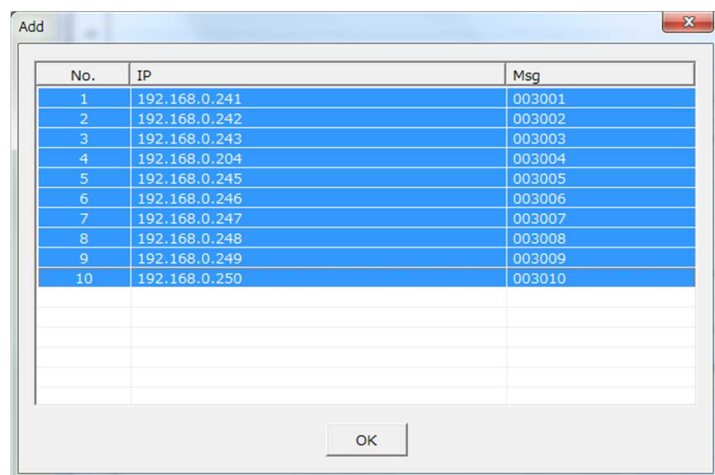 Add
No. IP Msg
1 192.168.0.241 003001
2 192.168.0.242 003002
3 192.168.0.243 003003
4 192.168.0.204 003004
5 192.168.0.245 003005
6 192.168.0.246 003006
7 192.168.0.247 003007
8 192.168.0.248 003008
9 192.168.0.249 003009
10 192.168.0.250 003010
OK